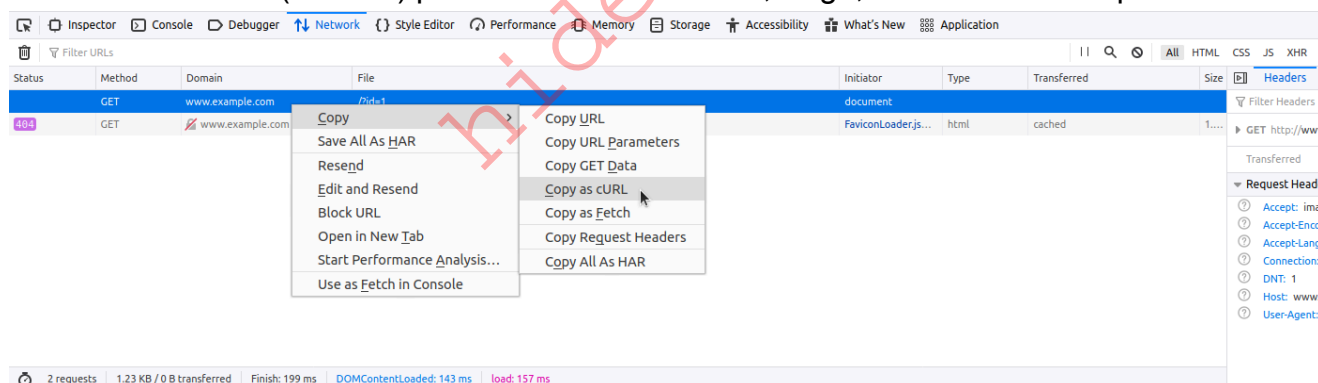 Inspector Console Debugger Network Style Editor Performance Memory Storage Accessibility What's New Application
Filter URLs All HTML CSS JS XHR
Status Method Domain File Initiator Type Transferred Size Headers
GET www.example.com /?id=1 document Filter Headers
404 GET www.example.com FaviconLoader.js... html cached 1....
GET http://ww
Transferred
Request Head
Accept: ima
Accept-Enco
Accept-Lang
Connection:
DNT: 1
Host: www
User-Agent:
Copy
Save All As HAR
Resend
Edit and Resend
Block URL
Open in New Tab
Start Performance Analysis...
Use as Fetch in Console
Copy URL
Copy URL Parameters
Copy GET Data
Copy as cURL
Copy as Fetch
Copy Request Headers
Copy All As HAR
hide
2 requests 1.23 KB / 0 B transferred Finish: 199 ms DOMContentLoaded: 143 ms load: 157 ms